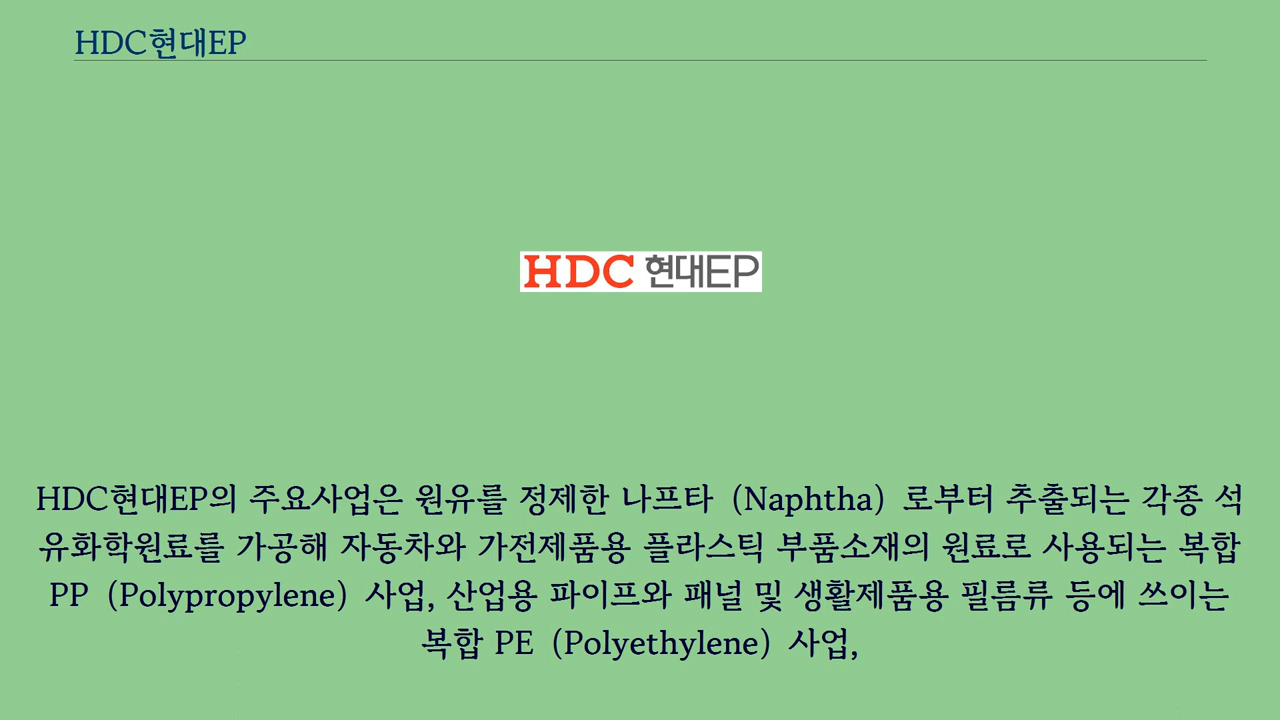 HDC현대EP
HDC 현대EP
HDC현대EP의 주요사업은 원유를 정제한 나프타 (Naphtha) 로부터 추출되는 각종 석
유화학원료를 가공해 자동차와 가전제품용 플라스틱 부품소재의 원료로 사용되는 복합
PP (Polypropylene) 사업, 산업용 파이프와 패널 및 생활제품용 필름류 등에 쓰이는
복합 PE (Polyethylene) 사업,